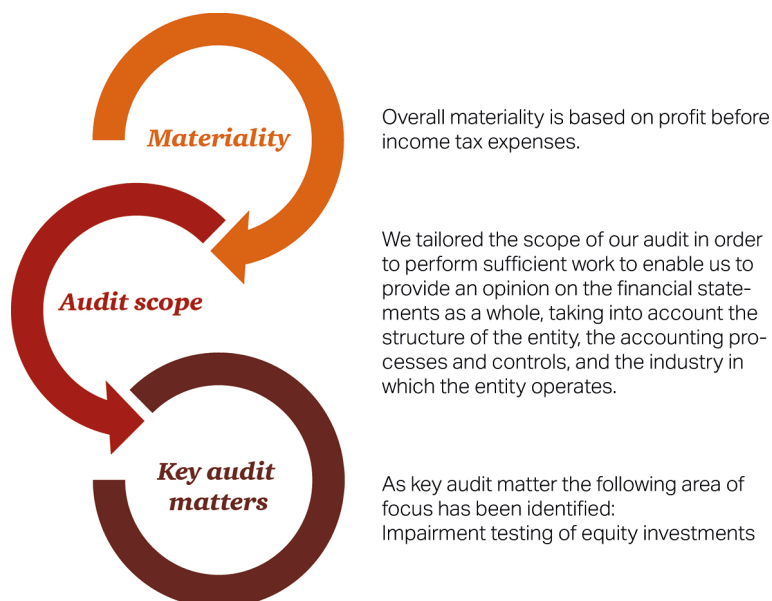 Materiality
Overall materiality is based on profit before
income tax expenses.
Audit scope
We tailored the scope of our audit in order
to perform sufficient work to enable us to
provide an opinion on the financial state-
ments as a whole, taking into account the
structure of the entity, the accounting pro-
cesses and controls, and the industry in
which the entity operates.
Key audit
matters
As key audit matter the following area of
focus has been identified:
Impairment testing of equity investments